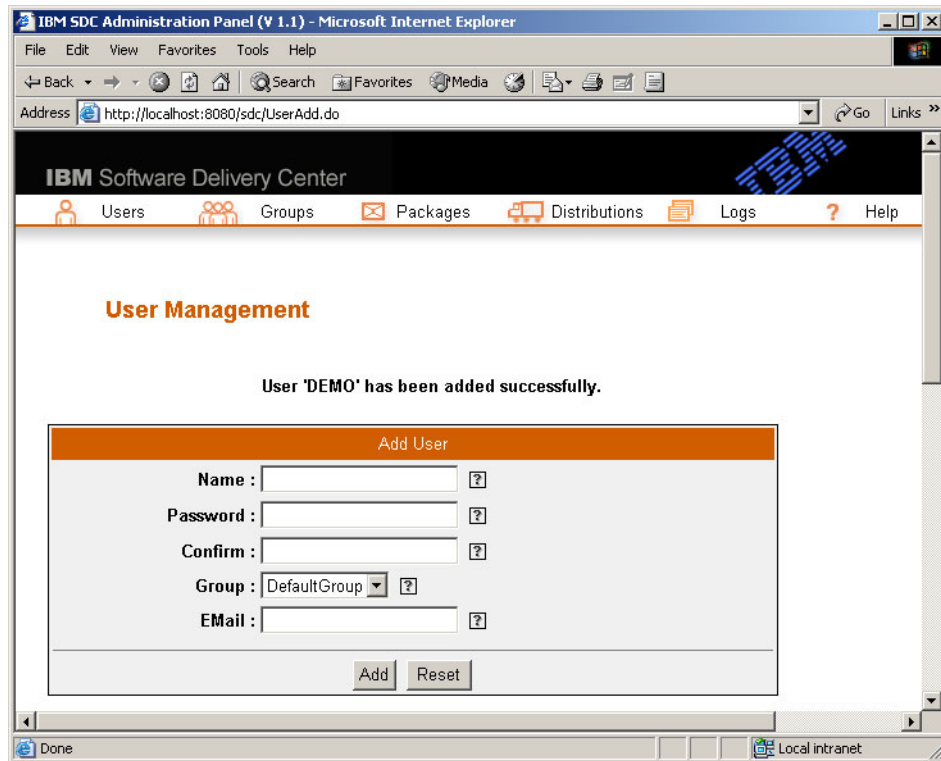 IBM SDC Administration Panel (V 1.1) - Microsoft Internet Explorer
File Edit View Favorites Tools Help
Back Search Favorites Media
Address http://localhost:8080/sdc/UserAdd.do Go Links »
IBM Software Delivery Center IBM
Users Groups Packages Distributions Logs ? Help
User Management
User 'DEMO' has been added successfully.
Add User
Name : ?
Password : ?
Confirm : ?
Group : DefaultGroup ?
EMail : ?
Add Reset
Done Local intranet